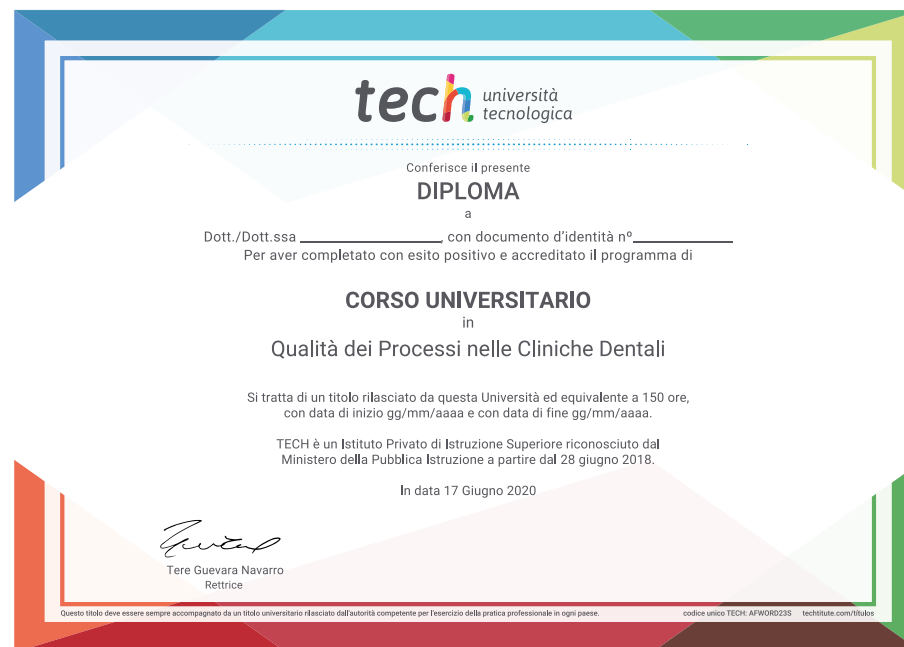 tech università
tecnologica
Conferisce il presente
DIPLOMA
a
Dott./Dott.ssa ____________________, con documento d'identità nº______________
Per aver completato con esito positivo e accreditato il programma di
CORSO UNIVERSITARIO
in
Qualità dei Processi nelle Cliniche Dentali
Si tratta di un titolo rilasciato da questa Università ed equivalente a 150 ore,
con data di inizio gg/mm/aaaa e con data di fine gg/mm/aaaa.
TECH è un Istituto Privato di Istruzione Superiore riconosciuto dal
Ministero della Pubblica Istruzione a partire dal 28 giugno 2018.
In data 17 Giugno 2020
Tere Guevara Navarro
Rettrice
Questo titolo deve essere sempre accompagnato da un titolo universitario rilasciato dall'autorità competente per l'esercizio della pratica professionale in ogni paese. codice unico TECH: AFWORD23S techtitute.com/titulos